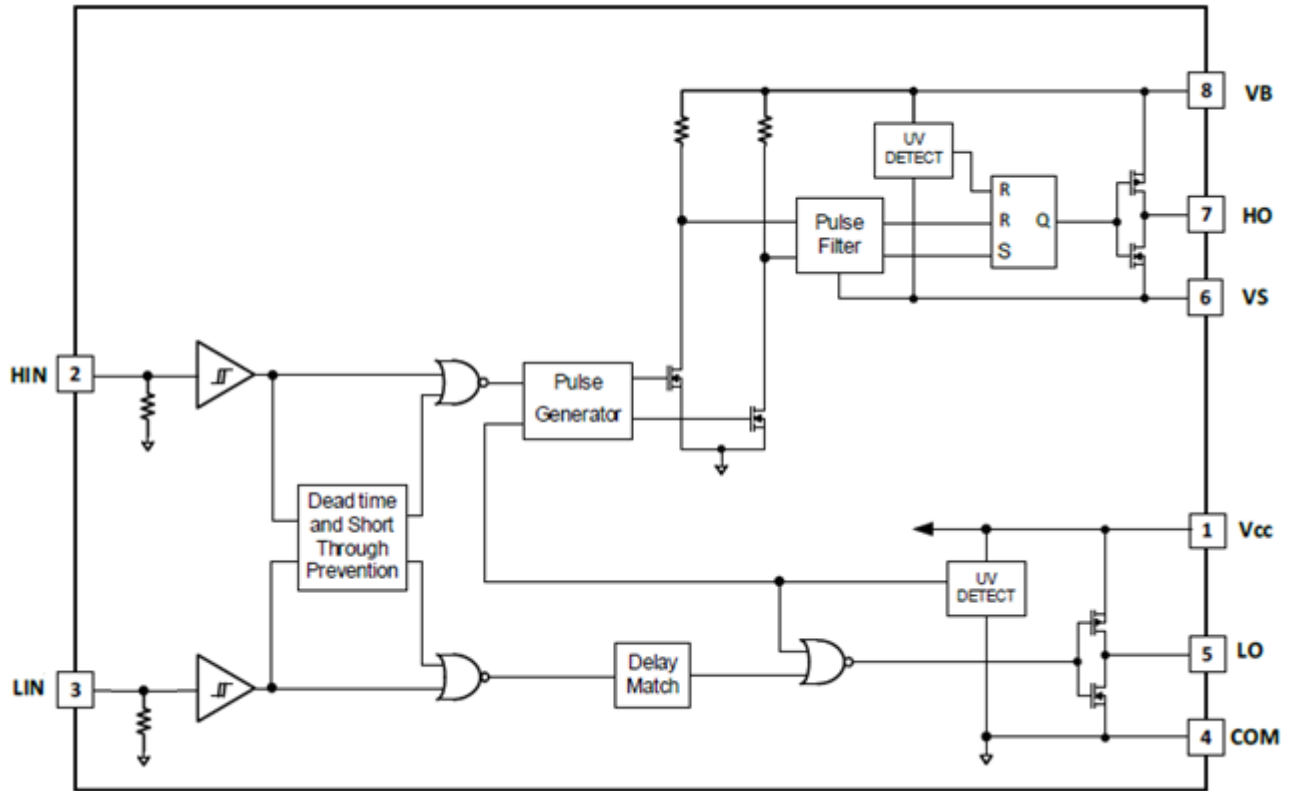 8 VB
UV
DETECT
R
R Q
S
Pulse
Filter
7 HO
6 VS
HIN 2
Pulse
Generator
Dead time
and Short
Through
Prevention
1 Vcc
UV
DETECT
LIN 3
Delay
Match
5 LO
4 COM